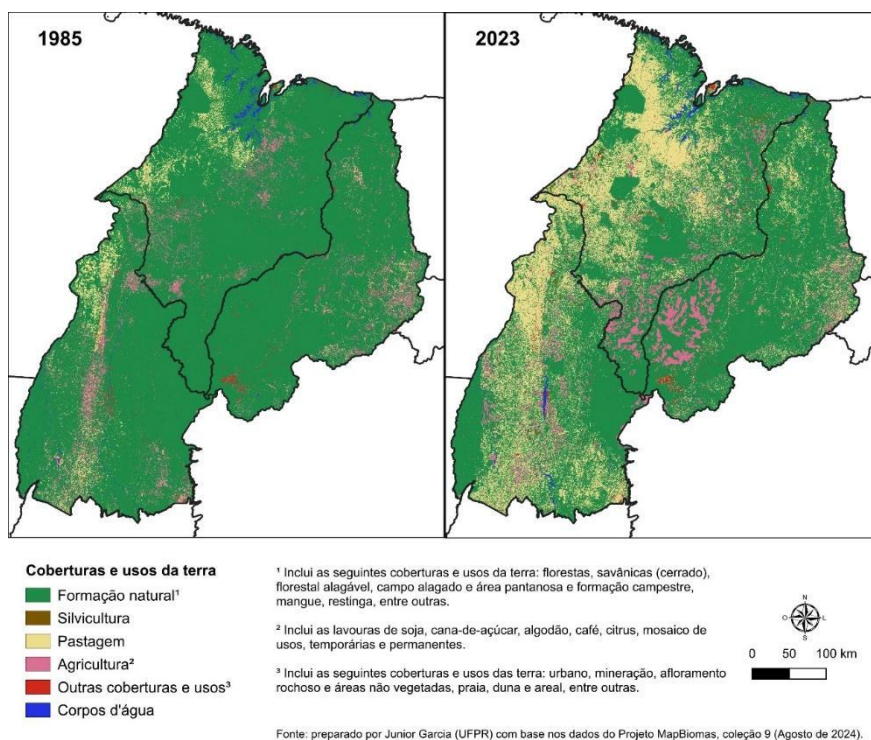 1985
2023
Coberturas e usos da terra
Formação natural¹
Silvicultura
Pastagem
Agricultura²
Outras coberturas e usos³
Corpos d'água
¹ Inclui as seguintes coberturas e usos da terra: florestas, savânicas (cerrado),
florestal alagável, campo alagado e área pantanosa e formação campestre,
mangue, restinga, entre outras.
² Inclui as lavouras de soja, cana-de-açúcar, algodão, café, citrus, mosaico de
usos, temporárias e permanentes.
³ Inclui as seguintes coberturas e usos das terra: urbano, mineração, afloramento
rochoso e áreas não vegetadas, praia, duna e areal, entre outras.
N
O
L
S
0 50 100 km
Fonte: preparado por Junior Garcia (UFPR) com base nos dados do Projeto MapBiomas, coleção 9 (Agosto de 2024).